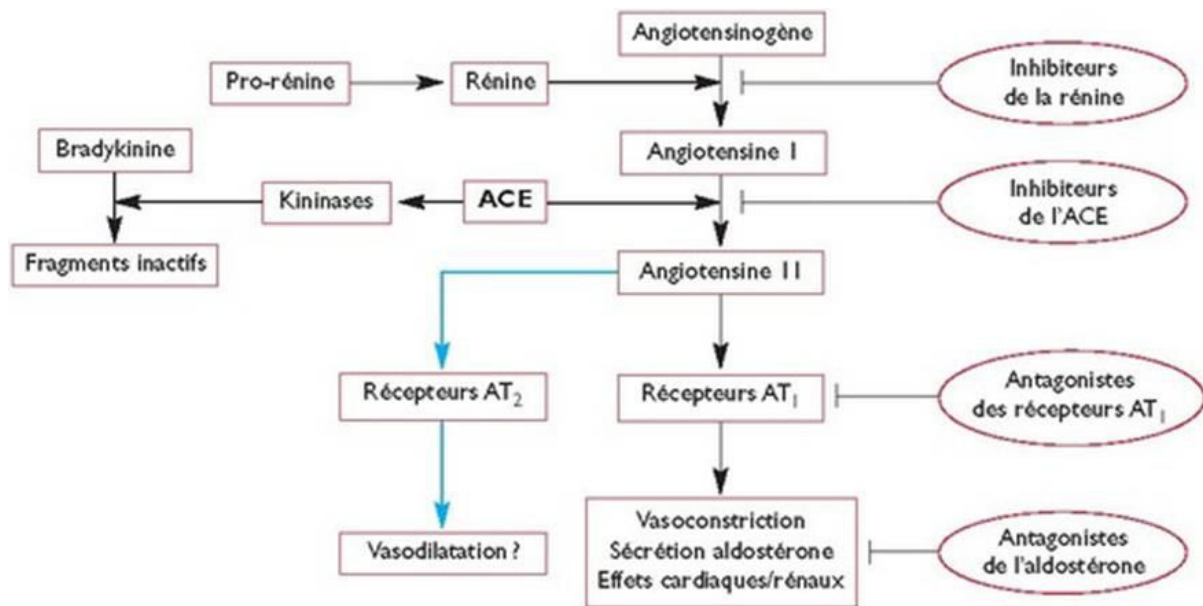 Angiotensinogène
Pro-rénine
Rénine
Inhibiteurs
de la rénine
Bradykinine
Angiotensine I
Kininases
ACE
Inhibiteurs
de l'ACE
Fragments inactifs
Angiotensine II
Récepteurs AT₂
Récepteurs AT₁
Antagonistes
des récepteurs AT₁
Vasodilatation ?
Vasoconstriction
Sécrétion aldostérone
Effets cardiaques/rénaux
Antagonistes
de l'aldostérone